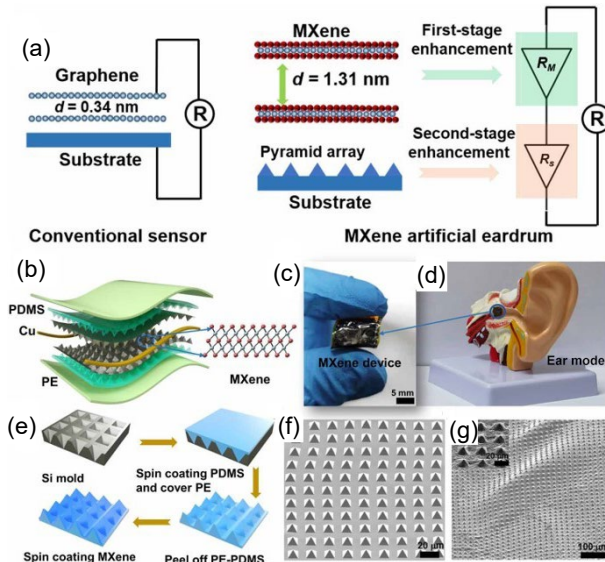 (a)
Graphene
d = 0.34 nm
Substrate
R
Conventional sensor
MXene
d = 1.31 nm
Pyramid array
Substrate
First-stage
enhancement
Second-stage
enhancement
R_M
R_s
R
MXene artificial eardrum
(b)
PDMS
Cu
PE
MXene
(c)
MXene device
5 mm
(d)
Ear model
(e)
Si mold
Spin coating PDMS
and cover PE
Spin coating MXene
Peel off PE-PDMS
(f)
20 μm
(g)
20 μm
100 μm